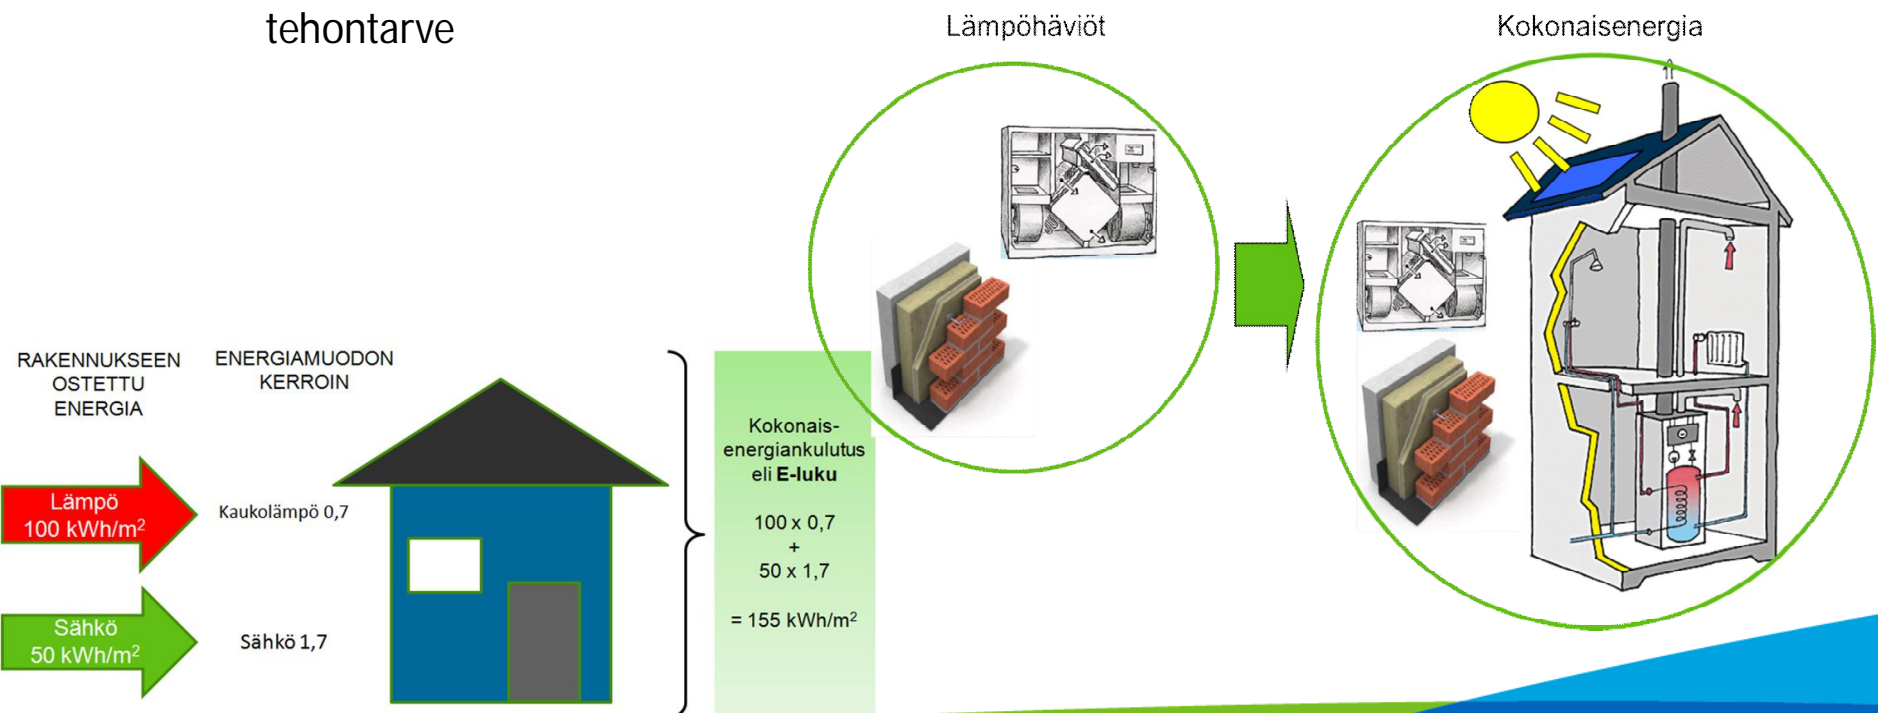 tehontarve
Lämpöhäviöt
Kokonaisenergia
RAKENNUKSEEN
OSTETTU
ENERGIA
ENERGIAMUODON
KERROIN
Lämpö
100 kWh/m²
Kaukolämpö 0,7
Sähkö
50 kWh/m²
Sähkö 1,7
Kokonais-
energiankulutus
eli E-luku
100 x 0,7
+
50 x 1,7
= 155 kWh/m²